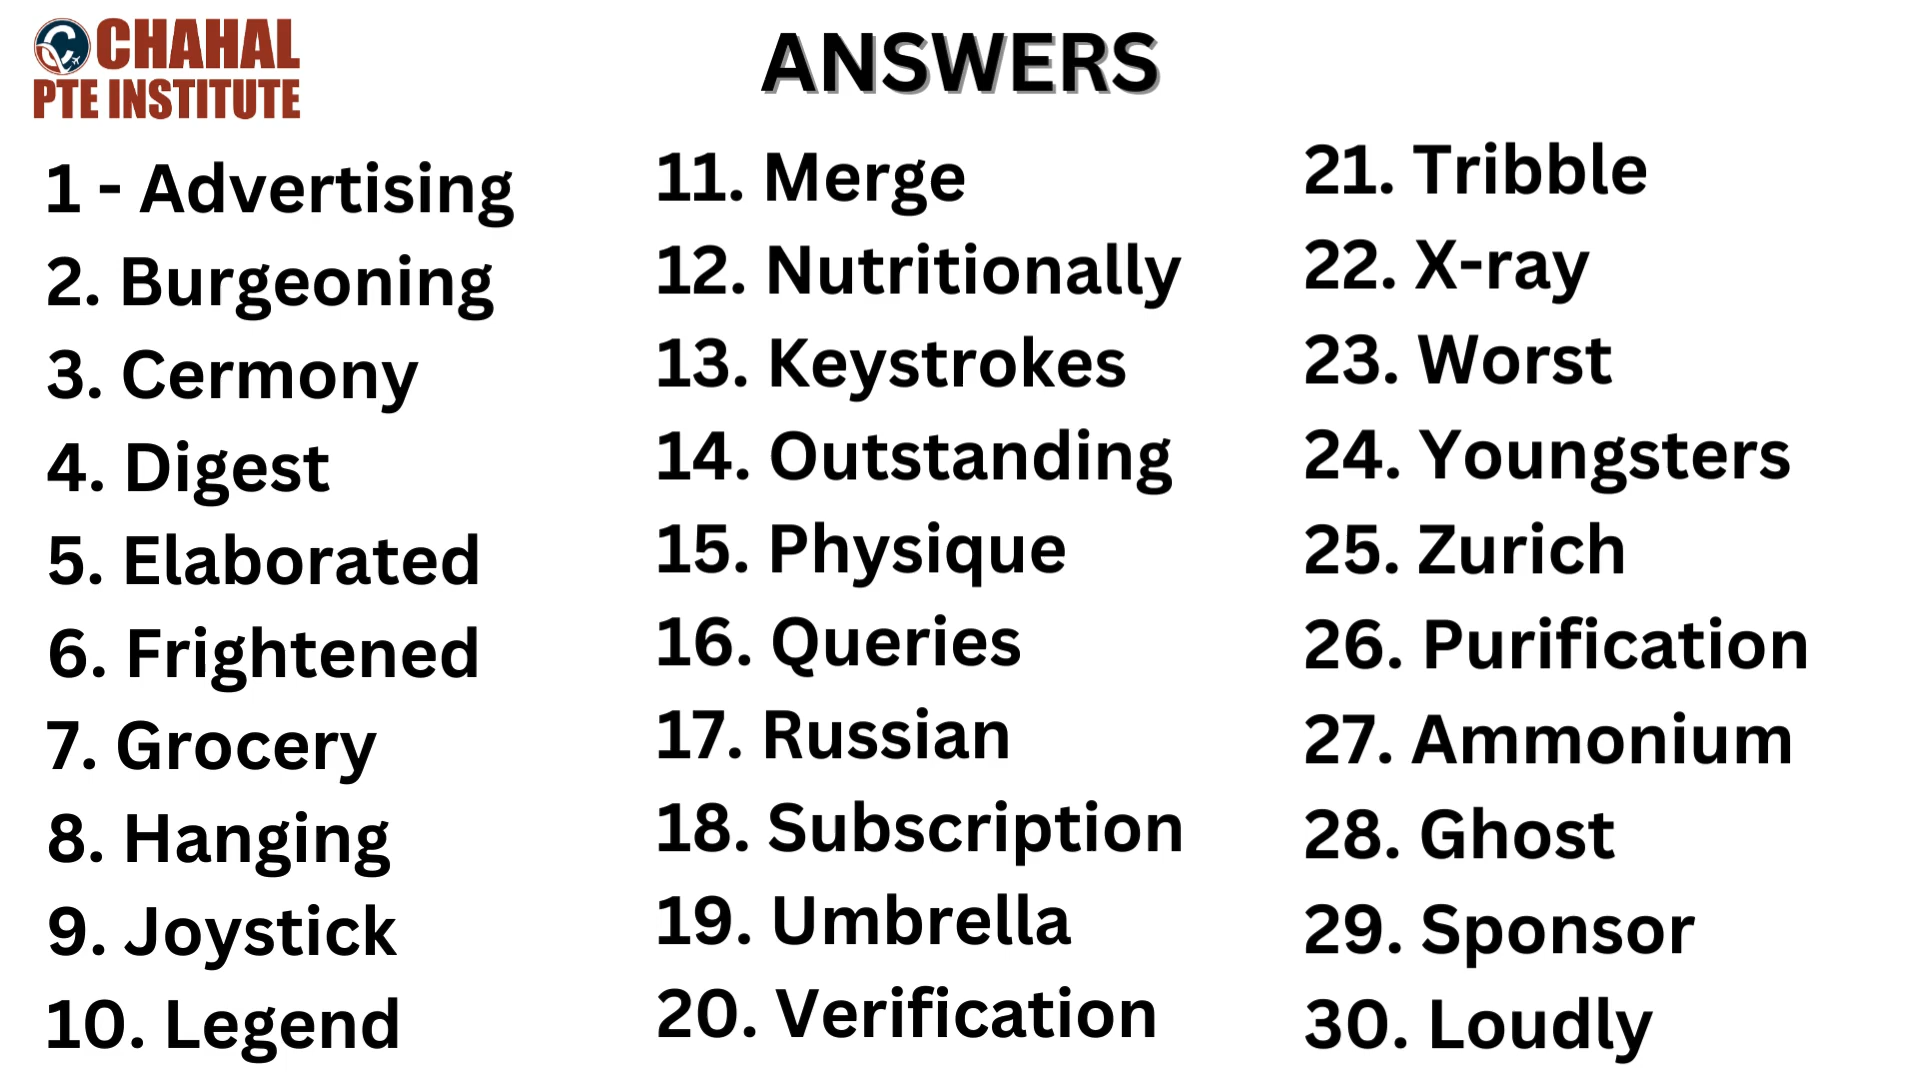 CHAHAL
PTE INSTITUTE
ANSWERS
1 - Advertising
2. Burgeoning
3. Cermony
4. Digest
5. Elaborated
6. Frightened
7. Grocery
8. Hanging
9. Joystick
10. Legend
11. Merge
12. Nutritionally
13. Keystrokes
14. Outstanding
15. Physique
16. Queries
17. Russian
18. Subscription
19. Umbrella
20. Verification
21. Tribble
22. X-ray
23. Worst
24. Youngsters
25. Zurich
26. Purification
27. Ammonium
28. Ghost
29. Sponsor
30. Loudly